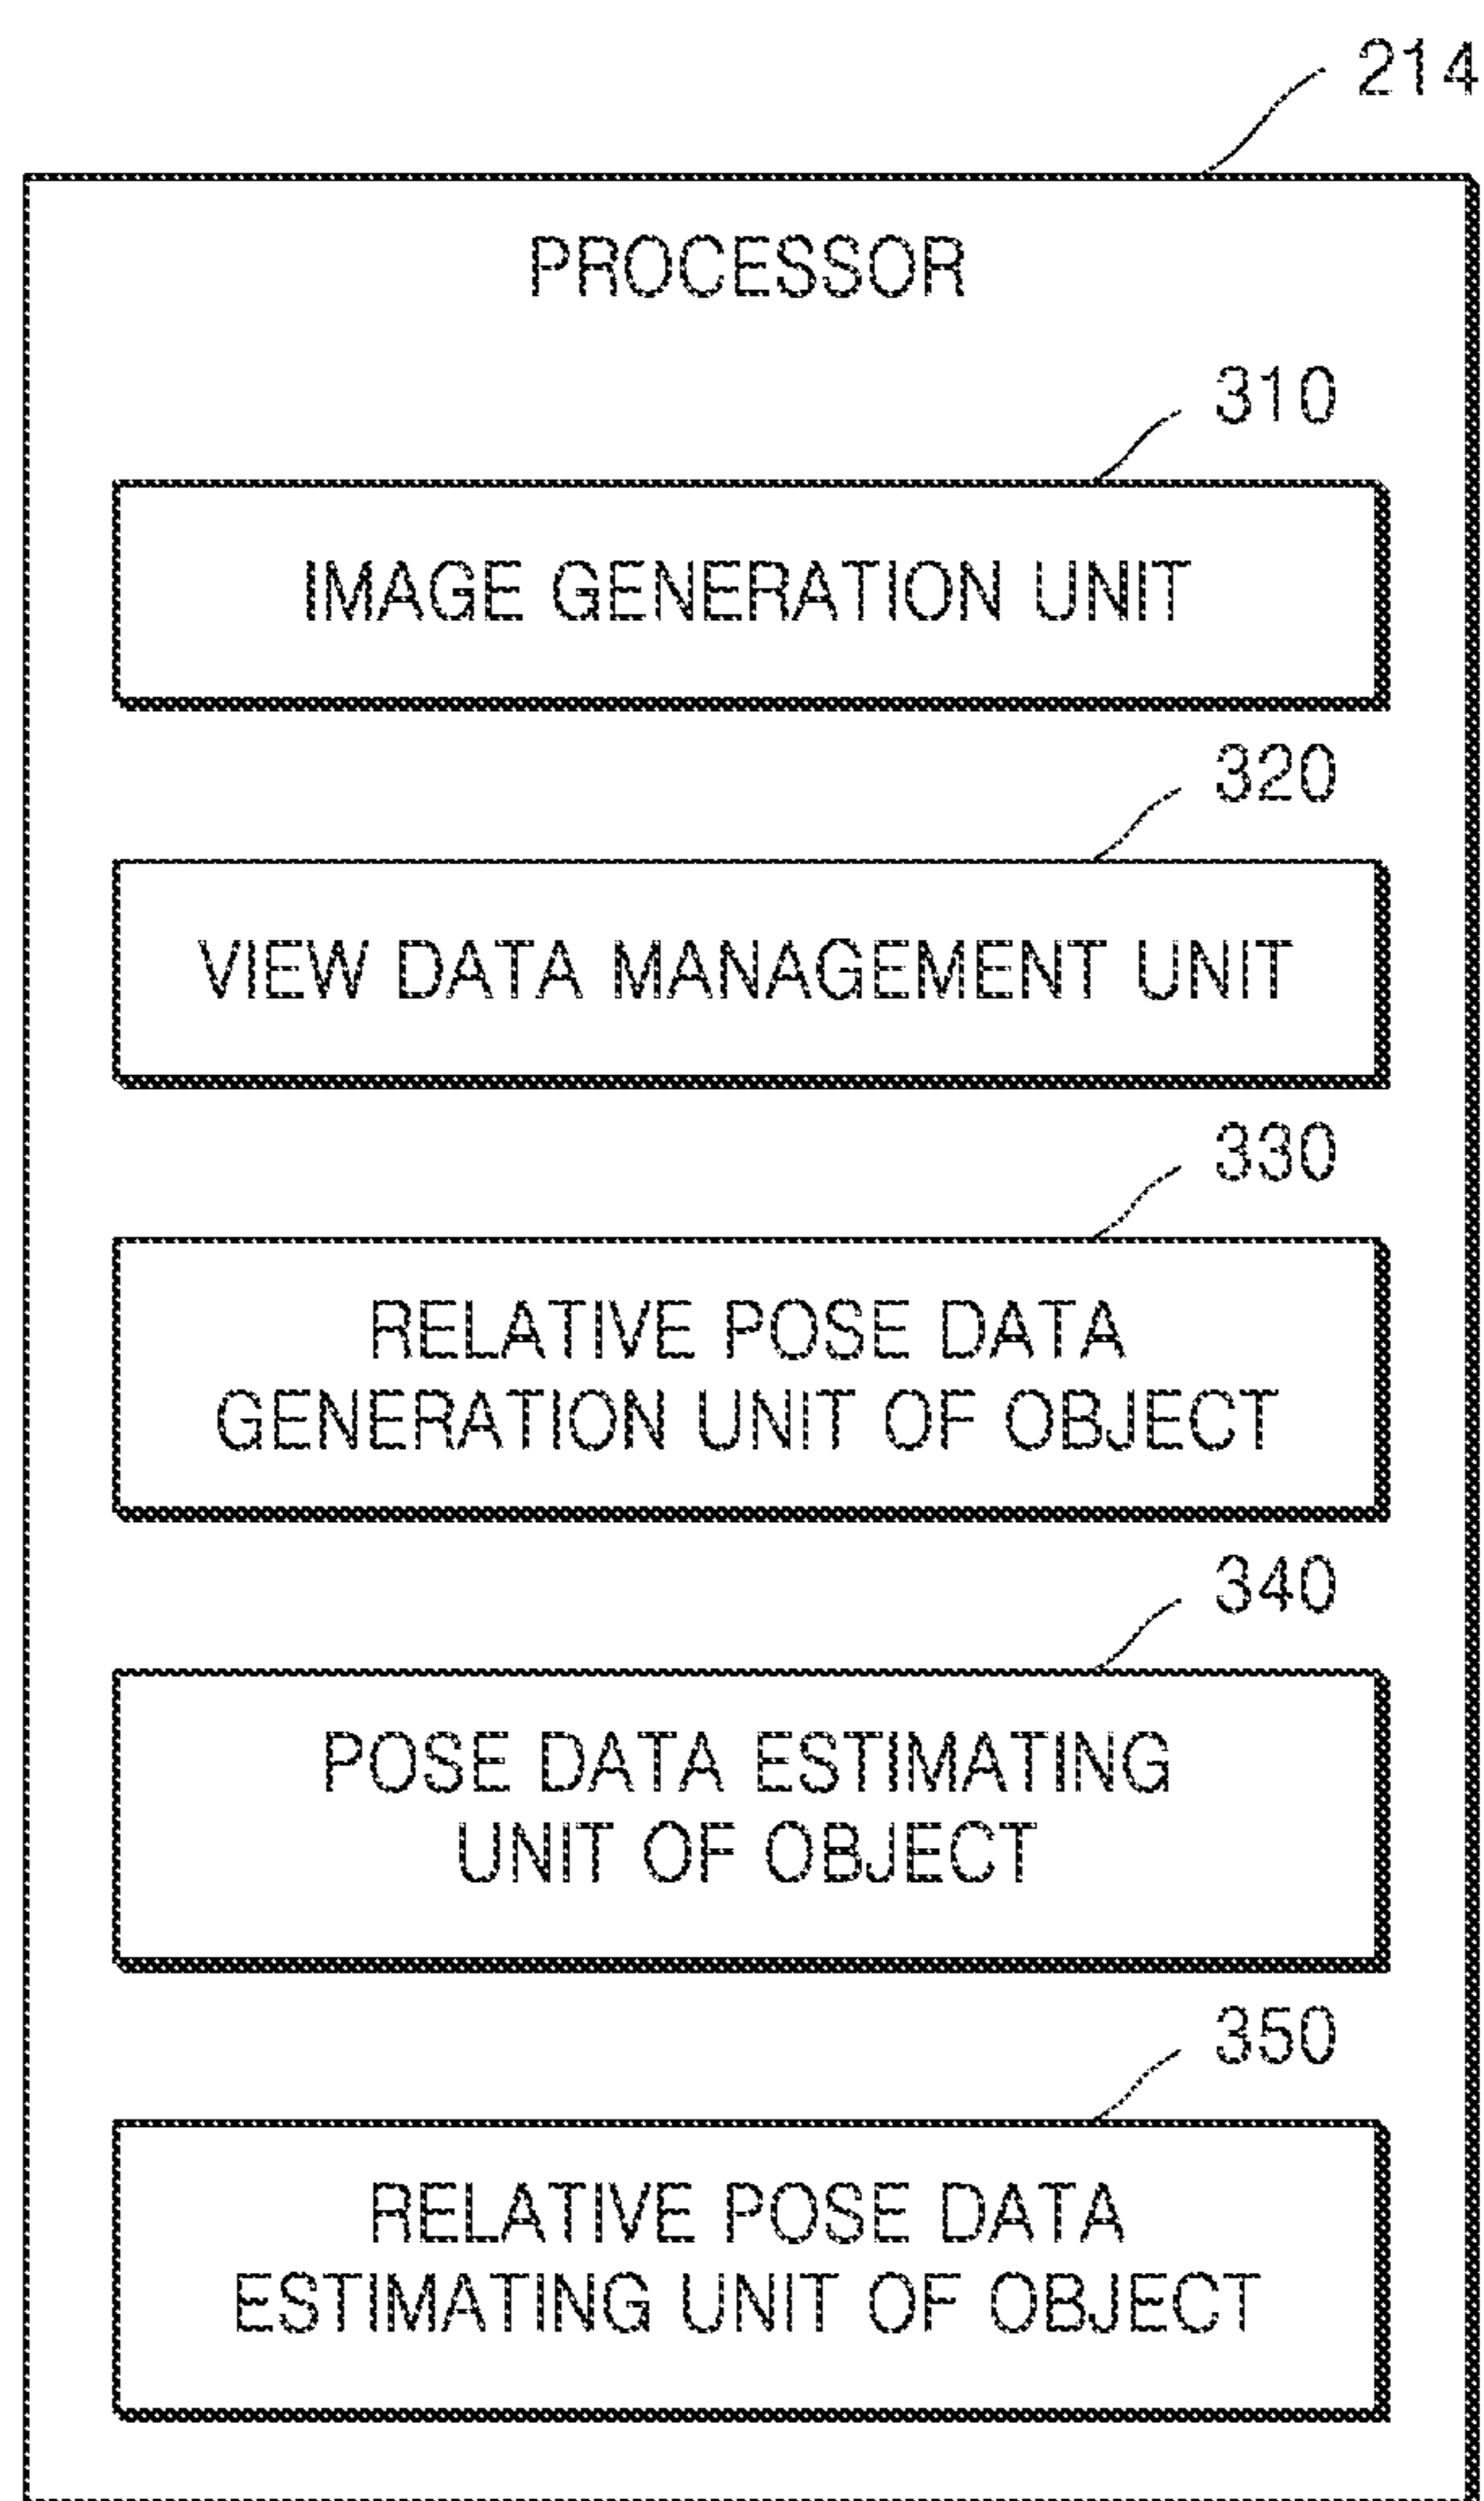 214
PROCESSOR
310
IMAGE GENERATION UNIT
320
VIEW DATA MANAGEMENT UNIT
330
RELATIVE POSE DATA
GENERATION UNIT OF OBJECT
340
POSE DATA ESTIMATING
UNIT OF OBJECT
350
RELATIVE POSE DATA
ESTIMATING UNIT OF OBJECT